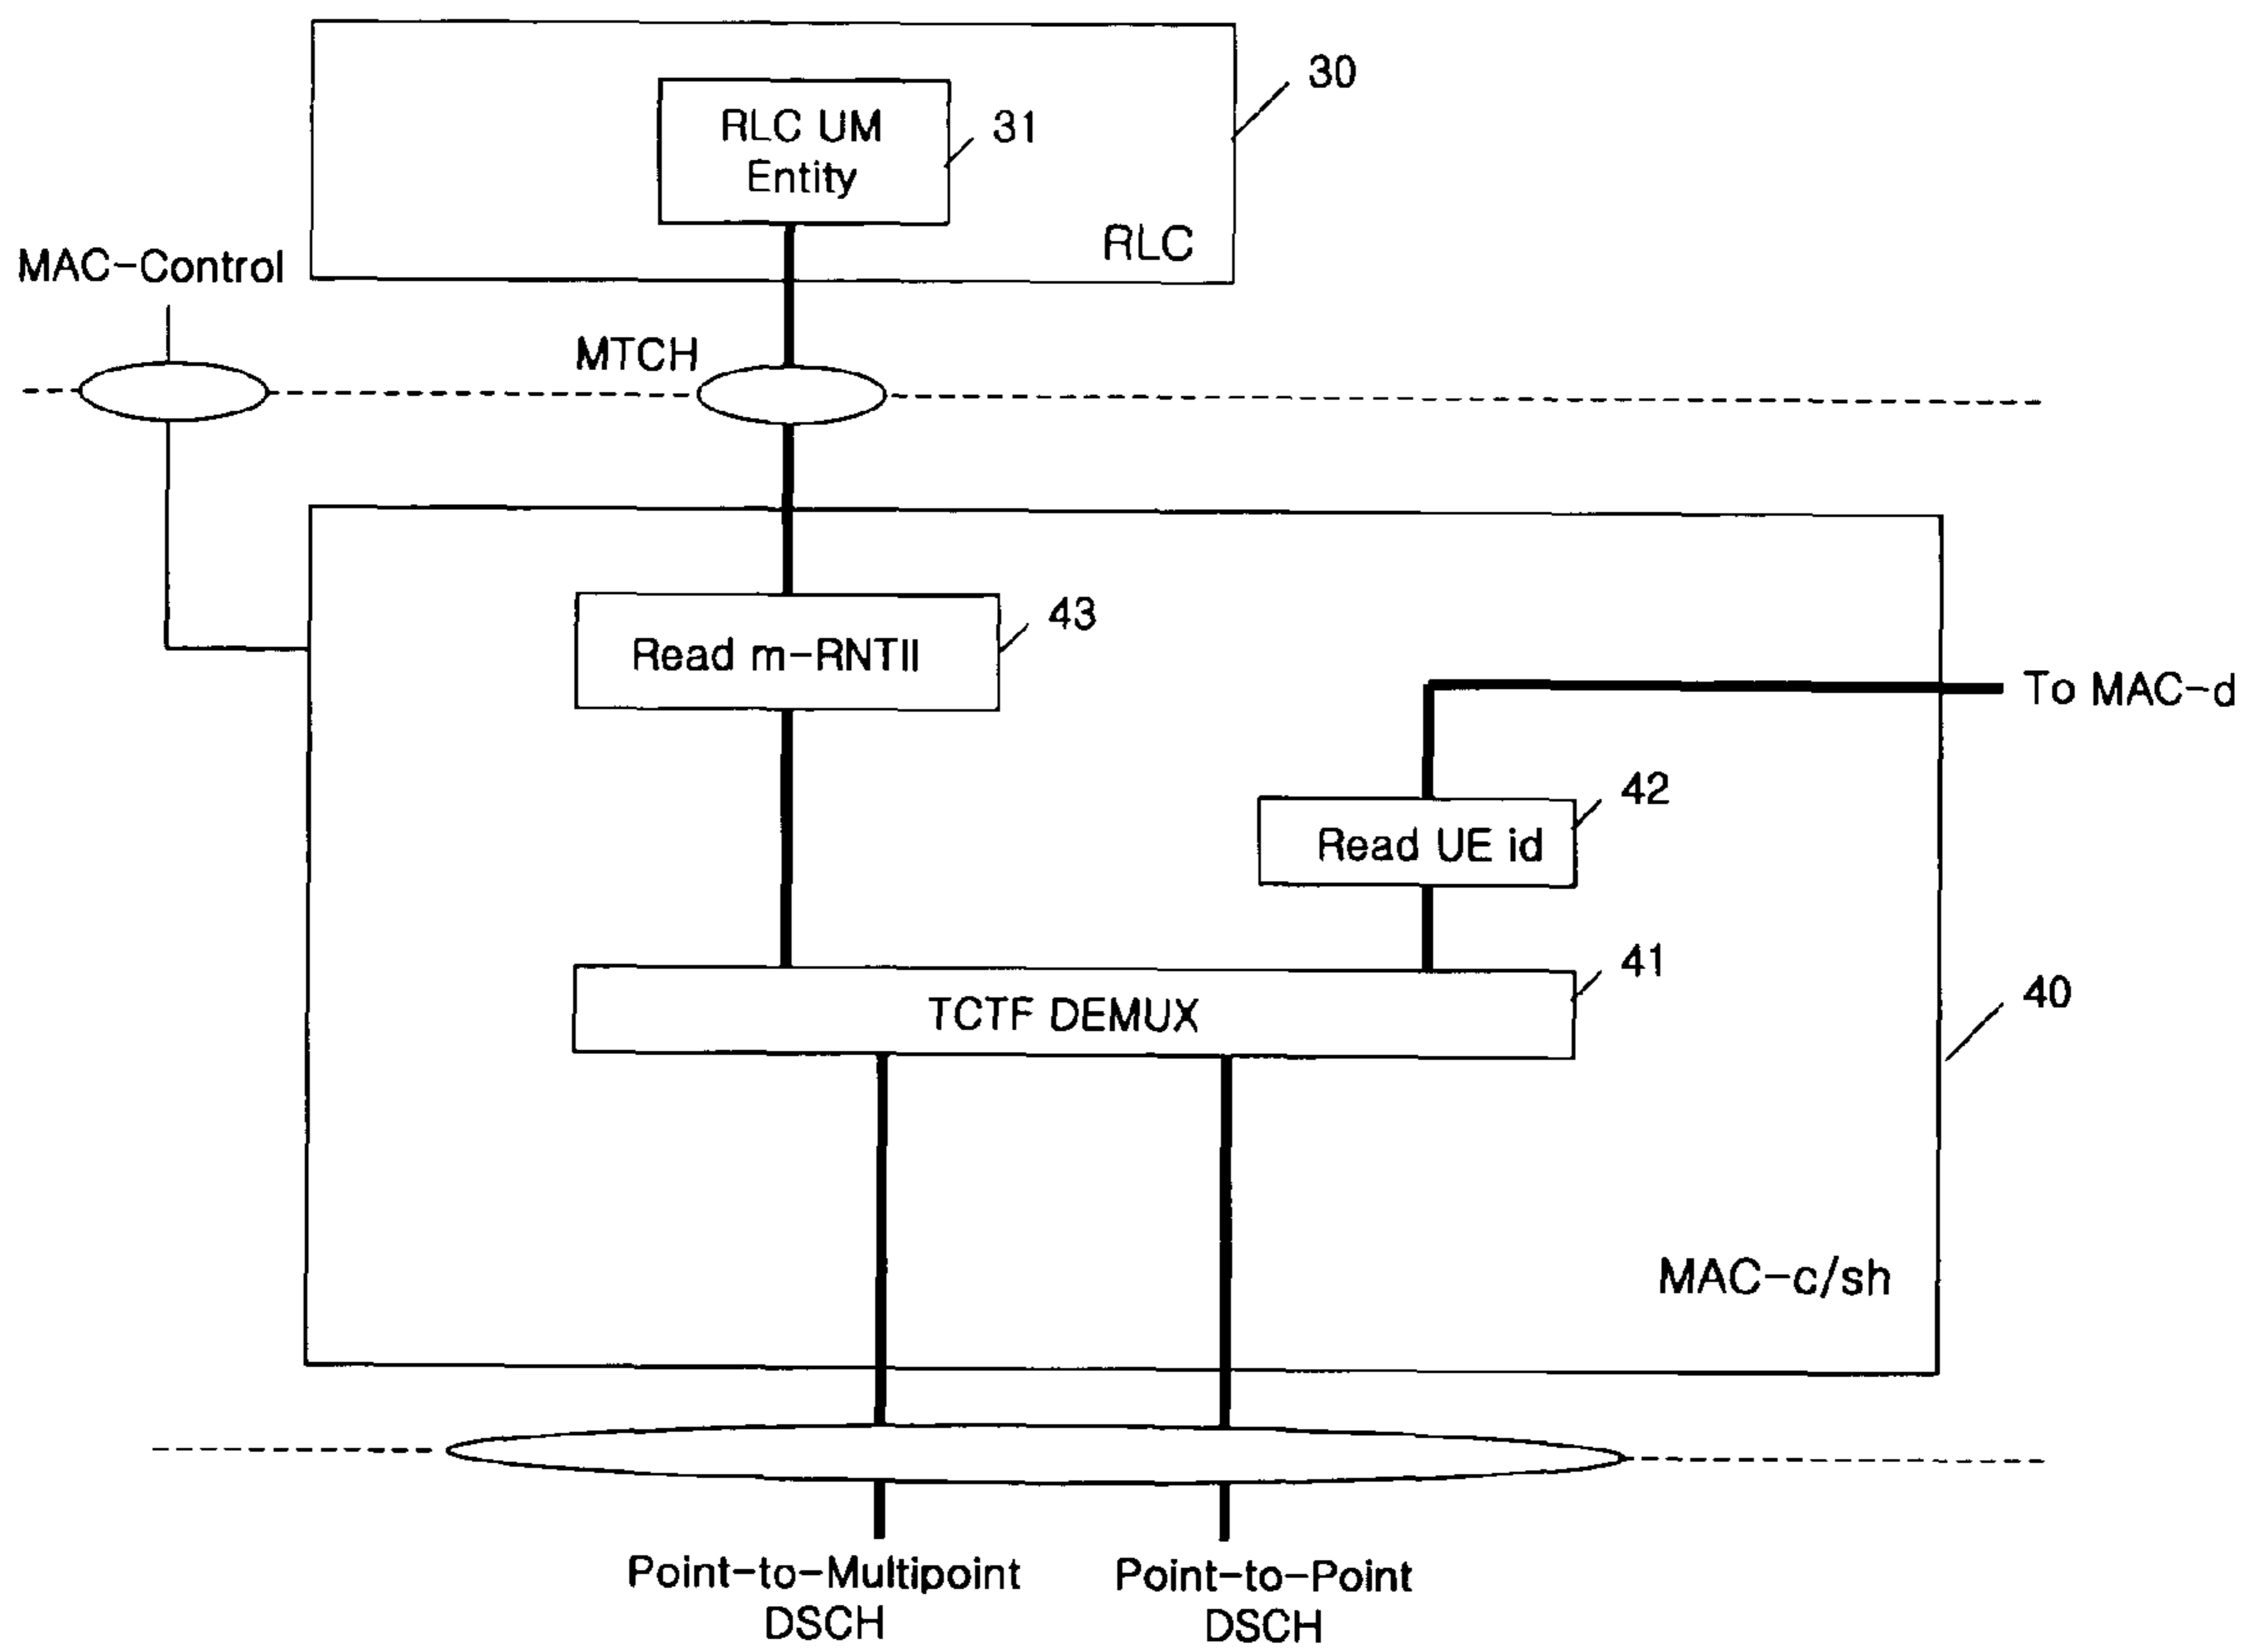 30
RLC UM
Entity
31
RLC
MAC-Control
MTCH
Read m-RNTII
43
To MAC-d
42
Read UE id
41
TCTF DEMUX
40
MAC-c/sh
Point-to-Multipoint
DSCH
Point-to-Point
DSCH